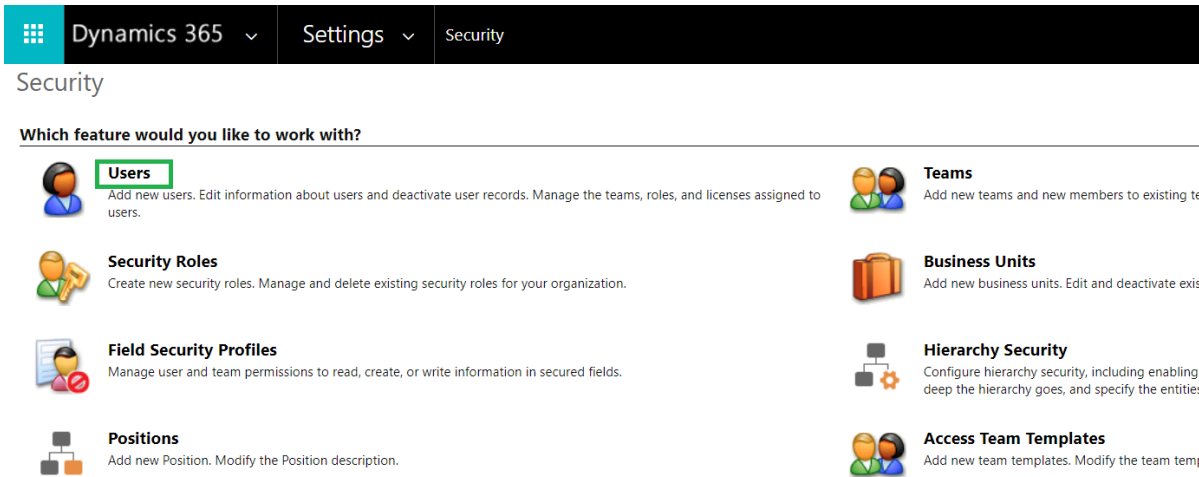 Dynamics 365 Settings Security
Security
Which feature would you like to work with?
Users
Add new users. Edit information about users and deactivate user records. Manage the teams, roles, and licenses assigned to
users.
Teams
Add new teams and new members to existing
Security Roles
Create new security roles. Manage and delete existing security roles for your organization.
Business Units
Add new business units. Edit and deactivate
Field Security Profiles
Manage user and team permissions to read, create, or write information in secured fields.
Hierarchy Security
Configure hierarchy security, including enabling
deep the hierarchy goes, and specify the entities
Positions
Add new Position. Modify the Position description.
Access Team Templates
Add new team templates. Modify the team